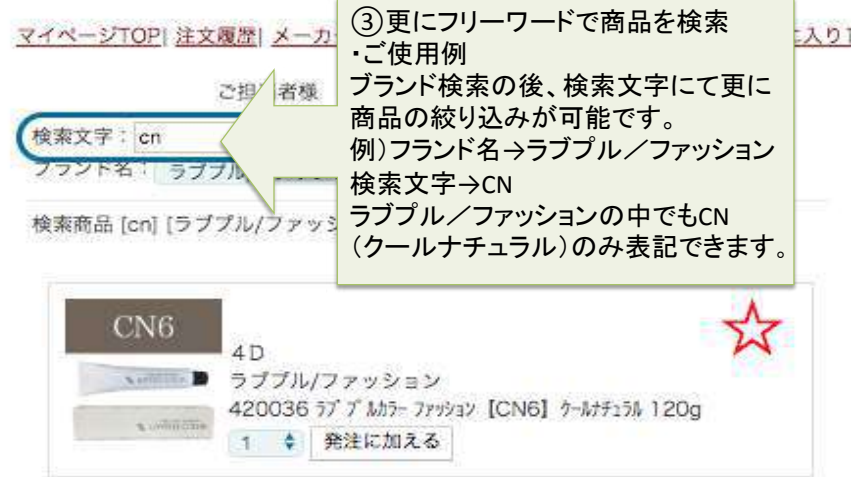 マイページTOP| 注文履歴| メーカ
に入り
ご担 者様
検索文字：cn
ブランド名： ラブプル
検索商品 [cn] [ラブプル/ファッシ
③更にフリーワードで商品を検索
・ご使用例
ブランド検索の後、検索文字にて更に
商品の絞り込みが可能です。
例）フランド名→ラブプル／ファッション
検索文字→CN
ラブプル／ファッションの中でもCN
（クールナチュラル）のみ表記できます。
CN6
4D
ラブプル/ファッション
420036 ﾗﾌﾞﾌﾟﾙｶﾗｰ ﾌｧｯｼｮﾝ 【CN6】 ｸｰﾙﾅﾁｭﾗﾙ 120g
1 発注に加える